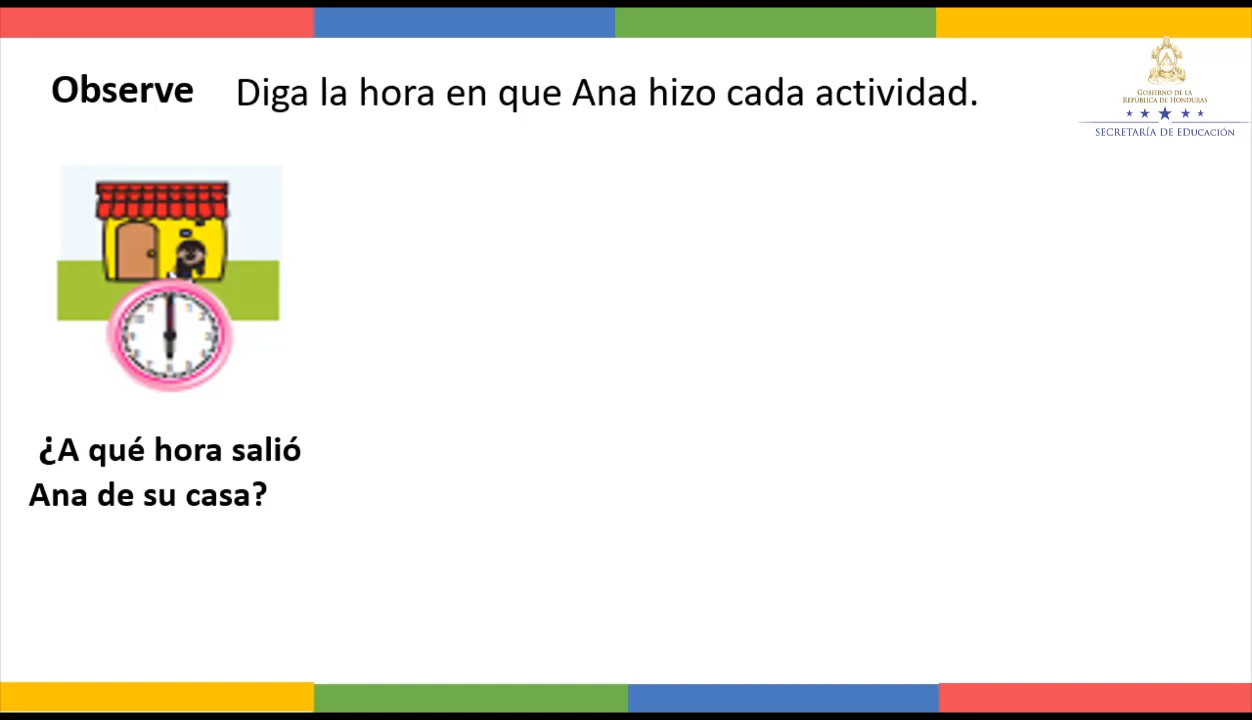 Observe Diga la hora en que Ana hizo cada actividad.
GOBIERNO DE LA
REPÚBLICA DE HONDURAS
SECRETARÍA DE EDUCACIÓN
¿A qué hora salió
Ana de su casa?